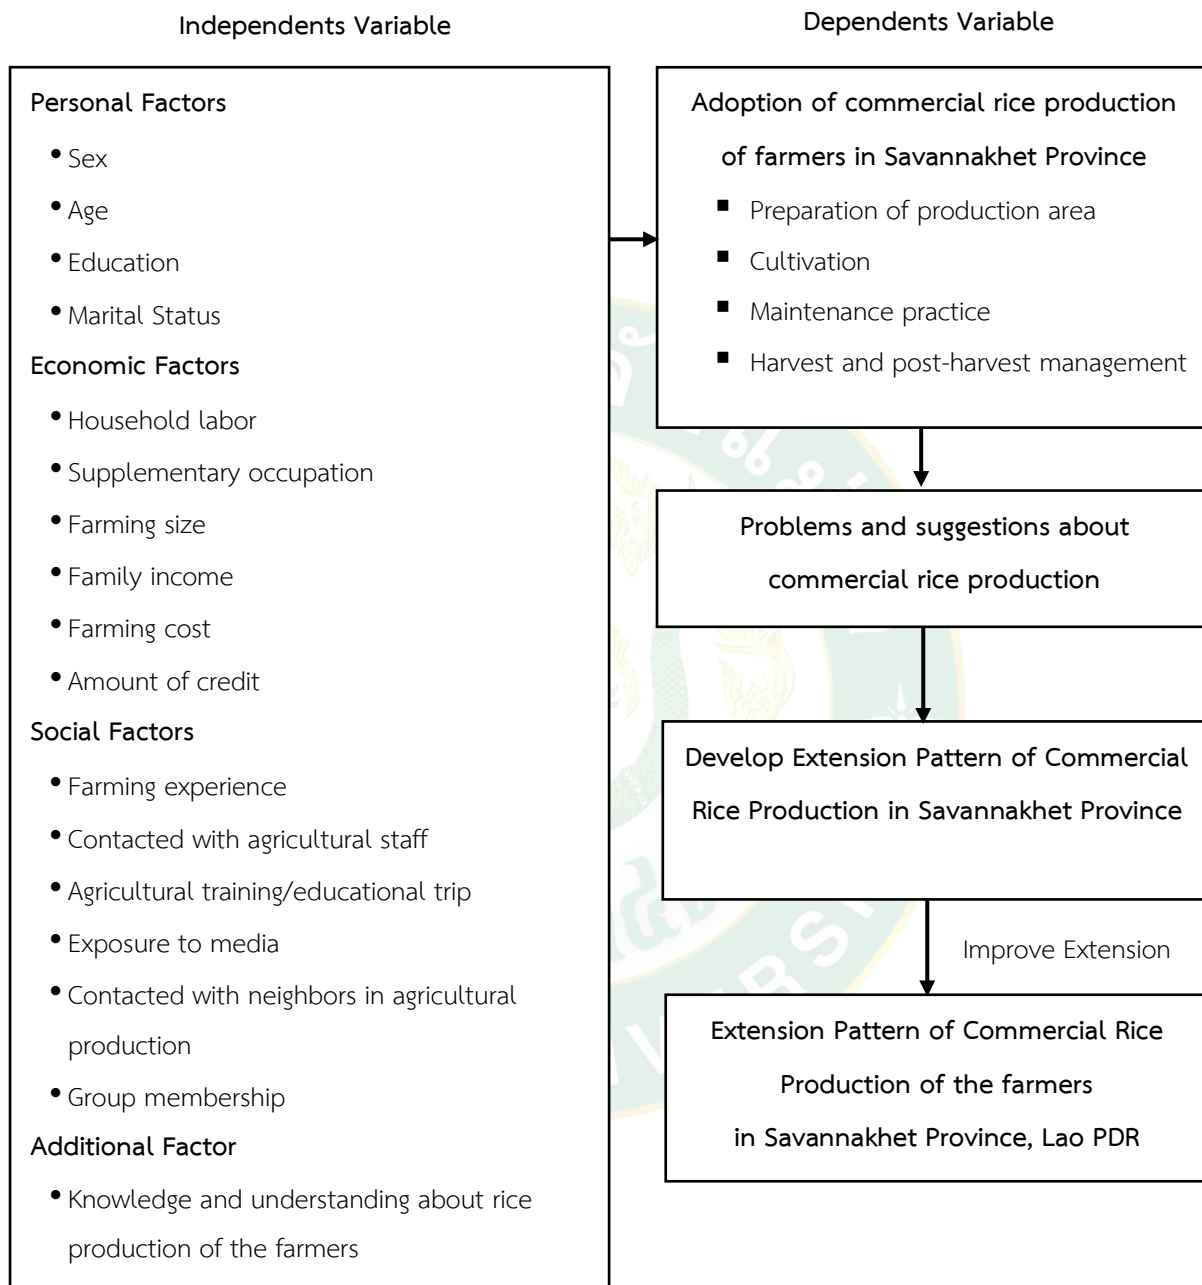 Independents Variable
Personal Factors
• Sex
• Age
• Education
• Marital Status
Economic Factors
• Household labor
• Supplementary occupation
• Farming size
• Family income
• Farming cost
• Amount of credit
Social Factors
• Farming experience
• Contacted with agricultural staff
• Agricultural training/educational trip
• Exposure to media
• Contacted with neighbors in agricultural
production
• Group membership
Additional Factor
• Knowledge and understanding about rice
production of the farmers
Dependents Variable
Adoption of commercial rice production
of farmers in Savannakhet Province
▪ Preparation of production area
▪ Cultivation
▪ Maintenance practice
▪ Harvest and post-harvest management
Problems and suggestions about
commercial rice production
Develop Extension Pattern of Commercial
Rice Production in Savannakhet Province
Improve Extension
Extension Pattern of Commercial Rice
Production of the farmers
in Savannakhet Province, Lao PDR